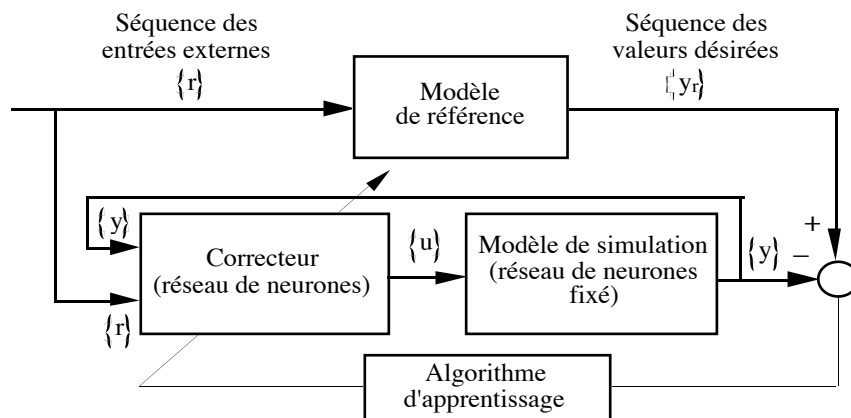 Séquence des
entrées externes
{r}
Séquence des
valeurs désirées
{yr}
Modèle
de référence
{y}
Correcteur
(réseau de neurones)
{u}
Modèle de simulation
(réseau de neurones
fixé)
{y}
+
−
{r}
Algorithme
d'apprentissage